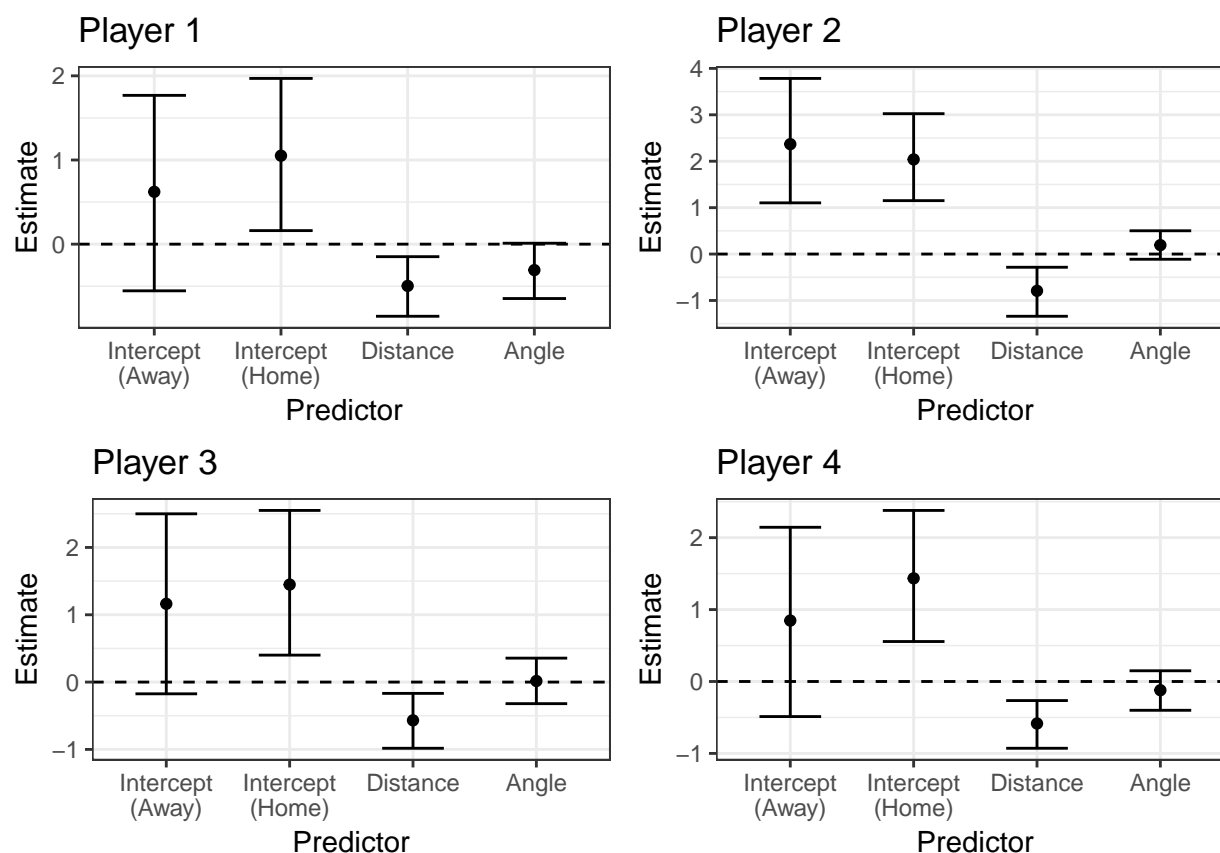 Player 1
Estimate
2
1
0
Intercept
(Away)
Intercept
(Home)
Distance
Angle
Predictor
Player 2
Estimate
4
3
2
1
0
−1
Intercept
(Away)
Intercept
(Home)
Distance
Angle
Predictor
Player 3
Estimate
2
1
0
−1
Intercept
(Away)
Intercept
(Home)
Distance
Angle
Predictor
Player 4
Estimate
2
1
0
−1
Intercept
(Away)
Intercept
(Home)
Distance
Angle
Predictor